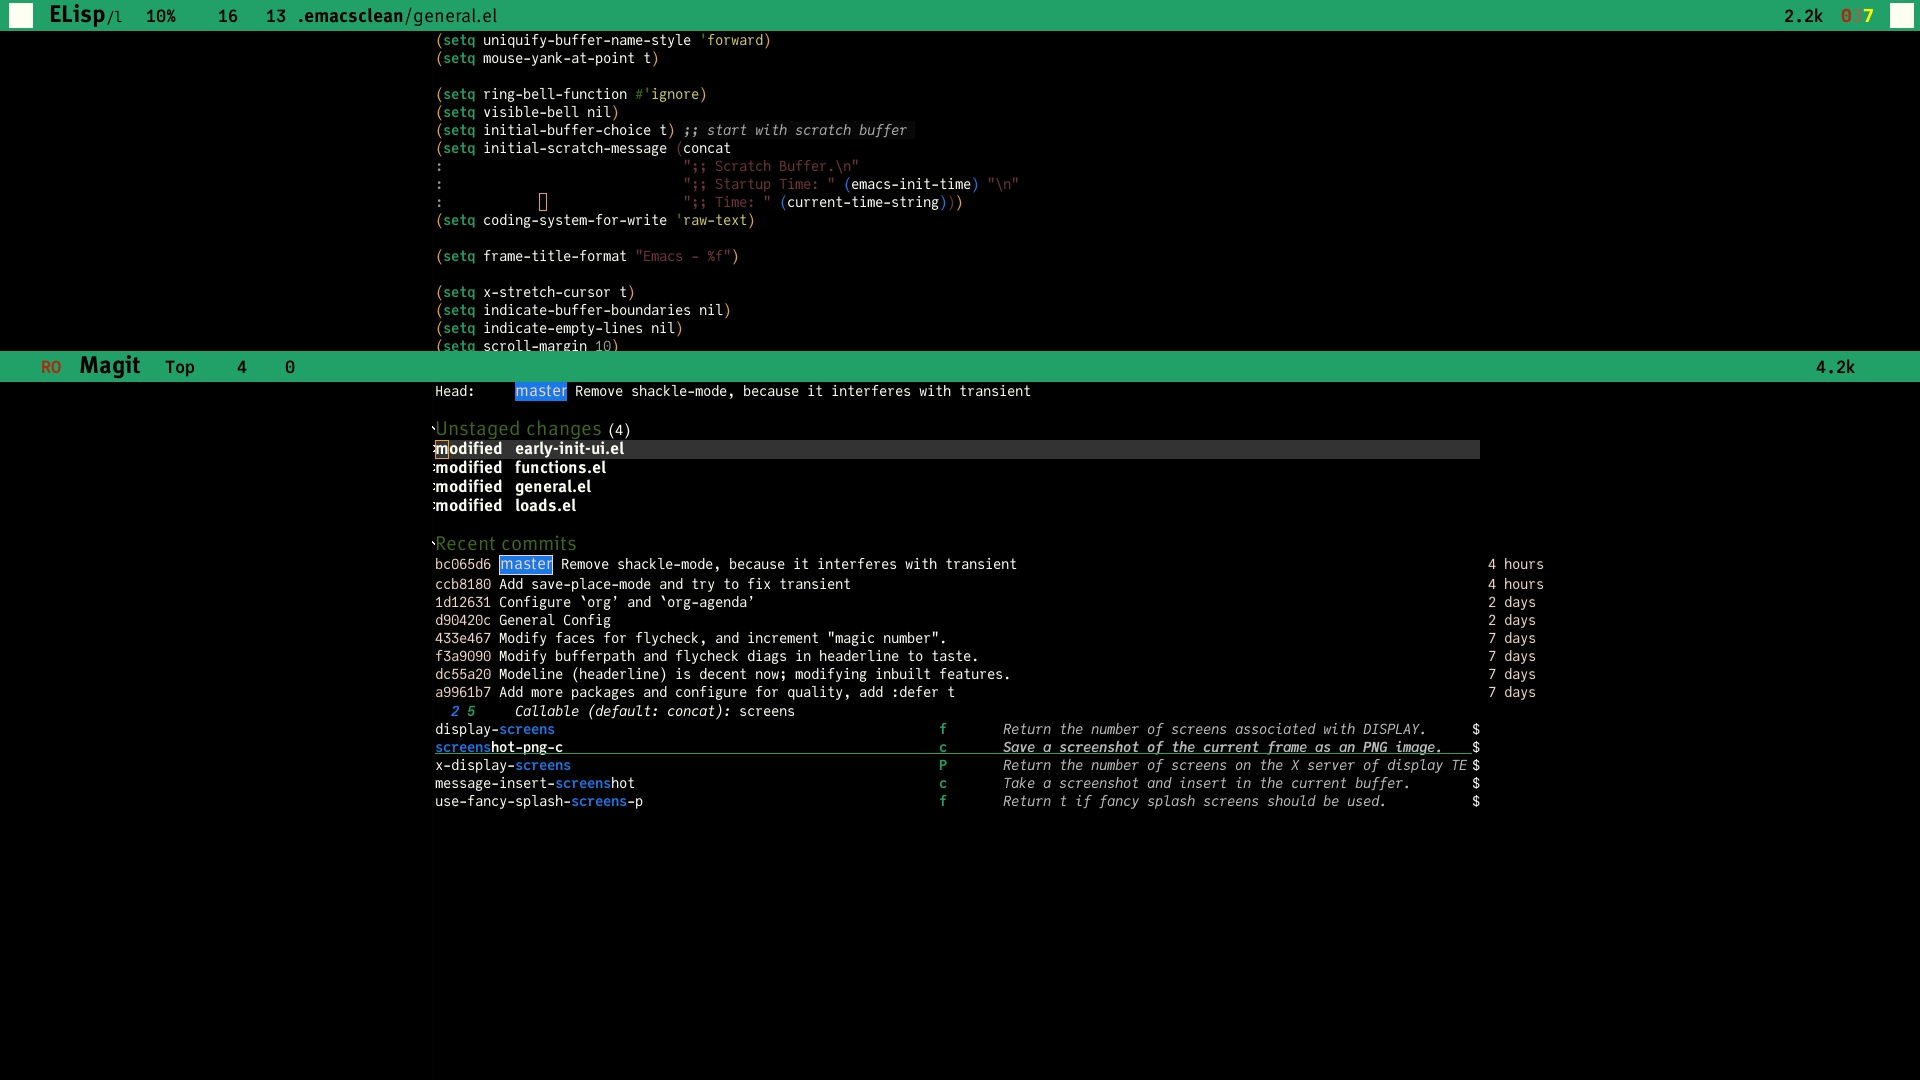 ELisp/l 10% 16 13 .emacsclean/general.el 2.2k 037
(setq uniquify-buffer-name-style 'forward)
(setq mouse-yank-at-point t)
(setq ring-bell-function #'ignore)
(setq visible-bell nil)
(setq initial-buffer-choice t) ;; start with scratch buffer
(setq initial-scratch-message (concat
: ";; Scratch Buffer.\n"
: ";; Startup Time: " (emacs-init-time) "\n"
: ";; Time: " (current-time-string)))
(setq coding-system-for-write 'raw-text)
(setq frame-title-format "Emacs - %f")
(setq x-stretch-cursor t)
(setq indicate-buffer-boundaries nil)
(setq indicate-empty-lines nil)
(setq scroll-margin 10)
RO Magit Top 4 0 4.2k
Head: master Remove shackle-mode, because it interferes with transient
Unstaged changes (4)
modified early-init-ui.el
modified functions.el
modified general.el
modified loads.el
Recent commits
bc065d6 master Remove shackle-mode, because it interferes with transient 4 hours
ccb8180 Add save-place-mode and try to fix transient 4 hours
1d12631 Configure ‘org’ and ‘org-agenda’ 2 days
d90420c General Config 2 days
433e467 Modify faces for flycheck, and increment "magic number". 7 days
f3a9090 Modify bufferpath and flycheck diags in headerline to taste. 7 days
dc55a20 Modeline (headerline) is decent now; modifying inbuilt features. 7 days
a9961b7 Add more packages and configure for quality, add :defer t 7 days
2 5 Callable (default: concat): screens
display-screens f Return the number of screens associated with DISPLAY. $
screenshot-png-c c Save a screenshot of the current frame as an PNG image. $
x-display-screens P Return the number of screens on the X server of display TE $
message-insert-screenshot c Take a screenshot and insert in the current buffer. $
use-fancy-splash-screens-p f Return t if fancy splash screens should be used. $